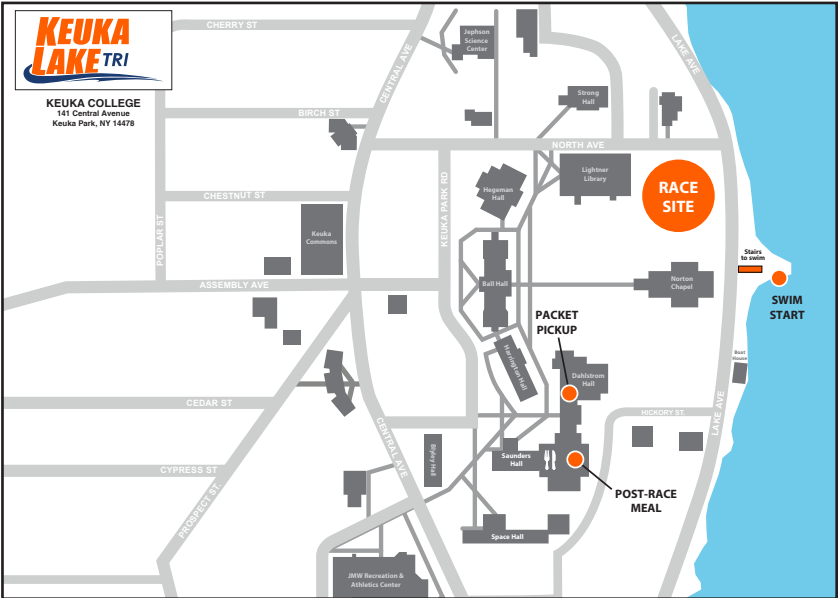 KEUKA
LAKE TRI
KEUKA COLLEGE
141 Central Avenue
Keuka Park, NY 14478
CHERRY ST
CENTRAL AVE
Jephson
Science
Center
LAKE AVE
BIRCH ST
Strong
Hall
NORTH AVE
Lightner
Library
RACE
SITE
CHESTNUT ST
KEUKA PARK RD
Hegeman
Hall
POPLAR ST
Keuka
Commons
Stairs
to swim
ASSEMBLY AVE
Ball Hall
Norton
Chapel
SWIM
START
PACKET
PICKUP
Harrington Hall
Boat
House
Dahlstrom
Hall
CEDAR ST
HICKORY ST.
LAKE AVE
CENTRAL AVE
Saunders
Hall
CYPRESS ST
POST-RACE
MEAL
PROSPECT ST.
Space Hall
JMW Recreation &
Athletics Center